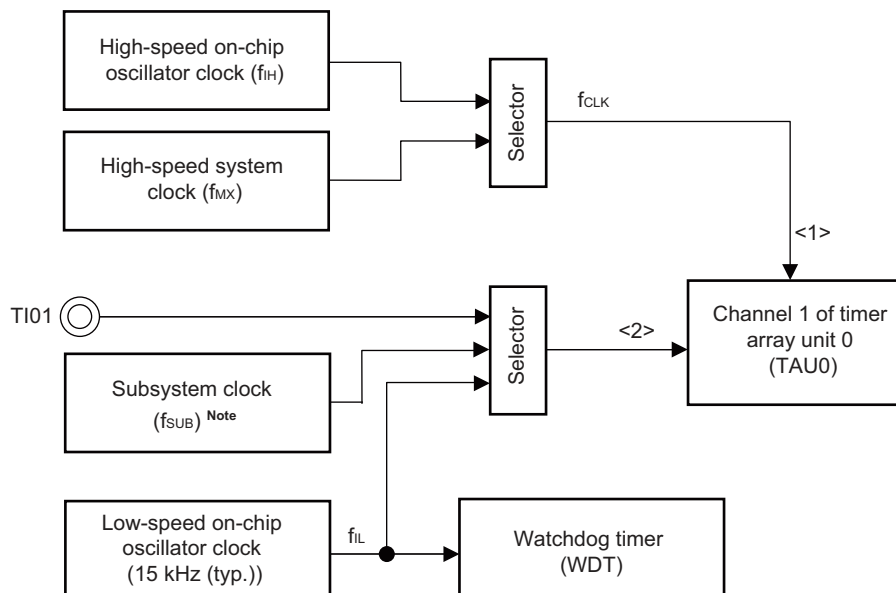 High-speed on-chip
oscillator clock (fIH)
Selector
fCLK
High-speed system
clock (fMX)
<1>
TI01
Selector
<2>
Channel 1 of timer
array unit 0
(TAU0)
Subsystem clock
(fSUB) Note
Low-speed on-chip
oscillator clock
(15 kHz (typ.))
fIL
Watchdog timer
(WDT)